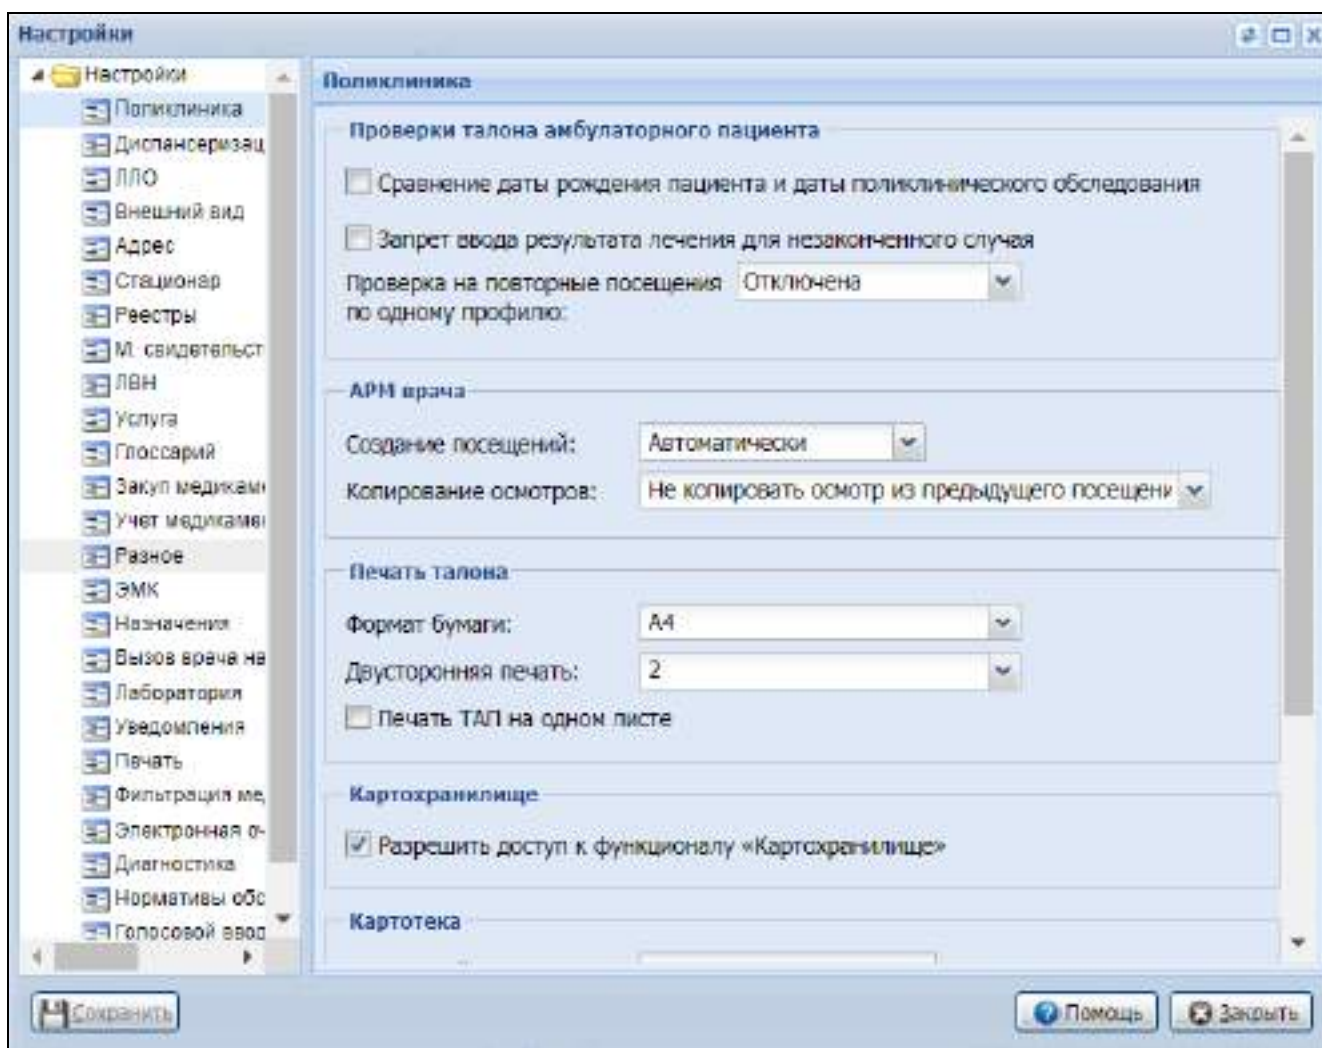 Настройки
Настройки
Поликлиника
Диспансеризац
ЛЛО
Внешний вид
Адрес
Стационар
Реестры
М. свидетельст
ЛВН
Услуга
Глоссарий
Закуп медикаме
Учет медикамен
Разное
ЭМК
Назначения
Вызов врача на
Лаборатория
Уведомления
Печать
Фильтрация ме,
Электронная оч
Диагностика
Нормативы обс
Голосовой ввод
Поликлиника
Проверки талона амбулаторного пациента
Сравнение даты рождения пациента и даты поликлинического обследования
Запрет ввода результата лечения для незаконченного случая
Проверка на повторные посещения Отключена
по одному профилю:
АРМ врача
Создание посещений: Автоматически
Копирование осмотров: Не копировать осмотр из предыдущего посещени
Печать талона
Формат бумаги: A4
Двусторонняя печать: 2
Печать ТАП на одном листе
Картохранилище
Разрешить доступ к функционалу «Картохранилище»
Картотека
Сохранить
Помощь
Закрыть